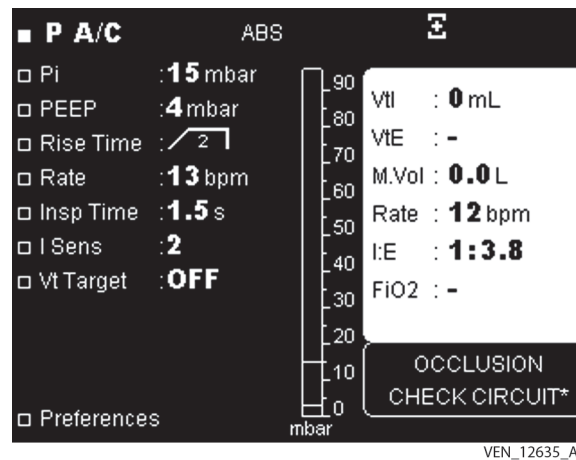 P A/C ABS
Pi :15 mbar
PEEP :4 mbar
Rise Time : 2
Rate :13 bpm
Insp Time :1.5 s
I Sens :2
Vt Target :OFF
Preferences
90
80
70
60
50
40
30
20
10
0
mbar
VtI : 0 mL
VtE : -
M.Vol : 0.0 L
Rate : 12 bpm
I:E : 1:3.8
FiO2 : -
OCCLUSION
CHECK CIRCUIT*
VEN_12635_A